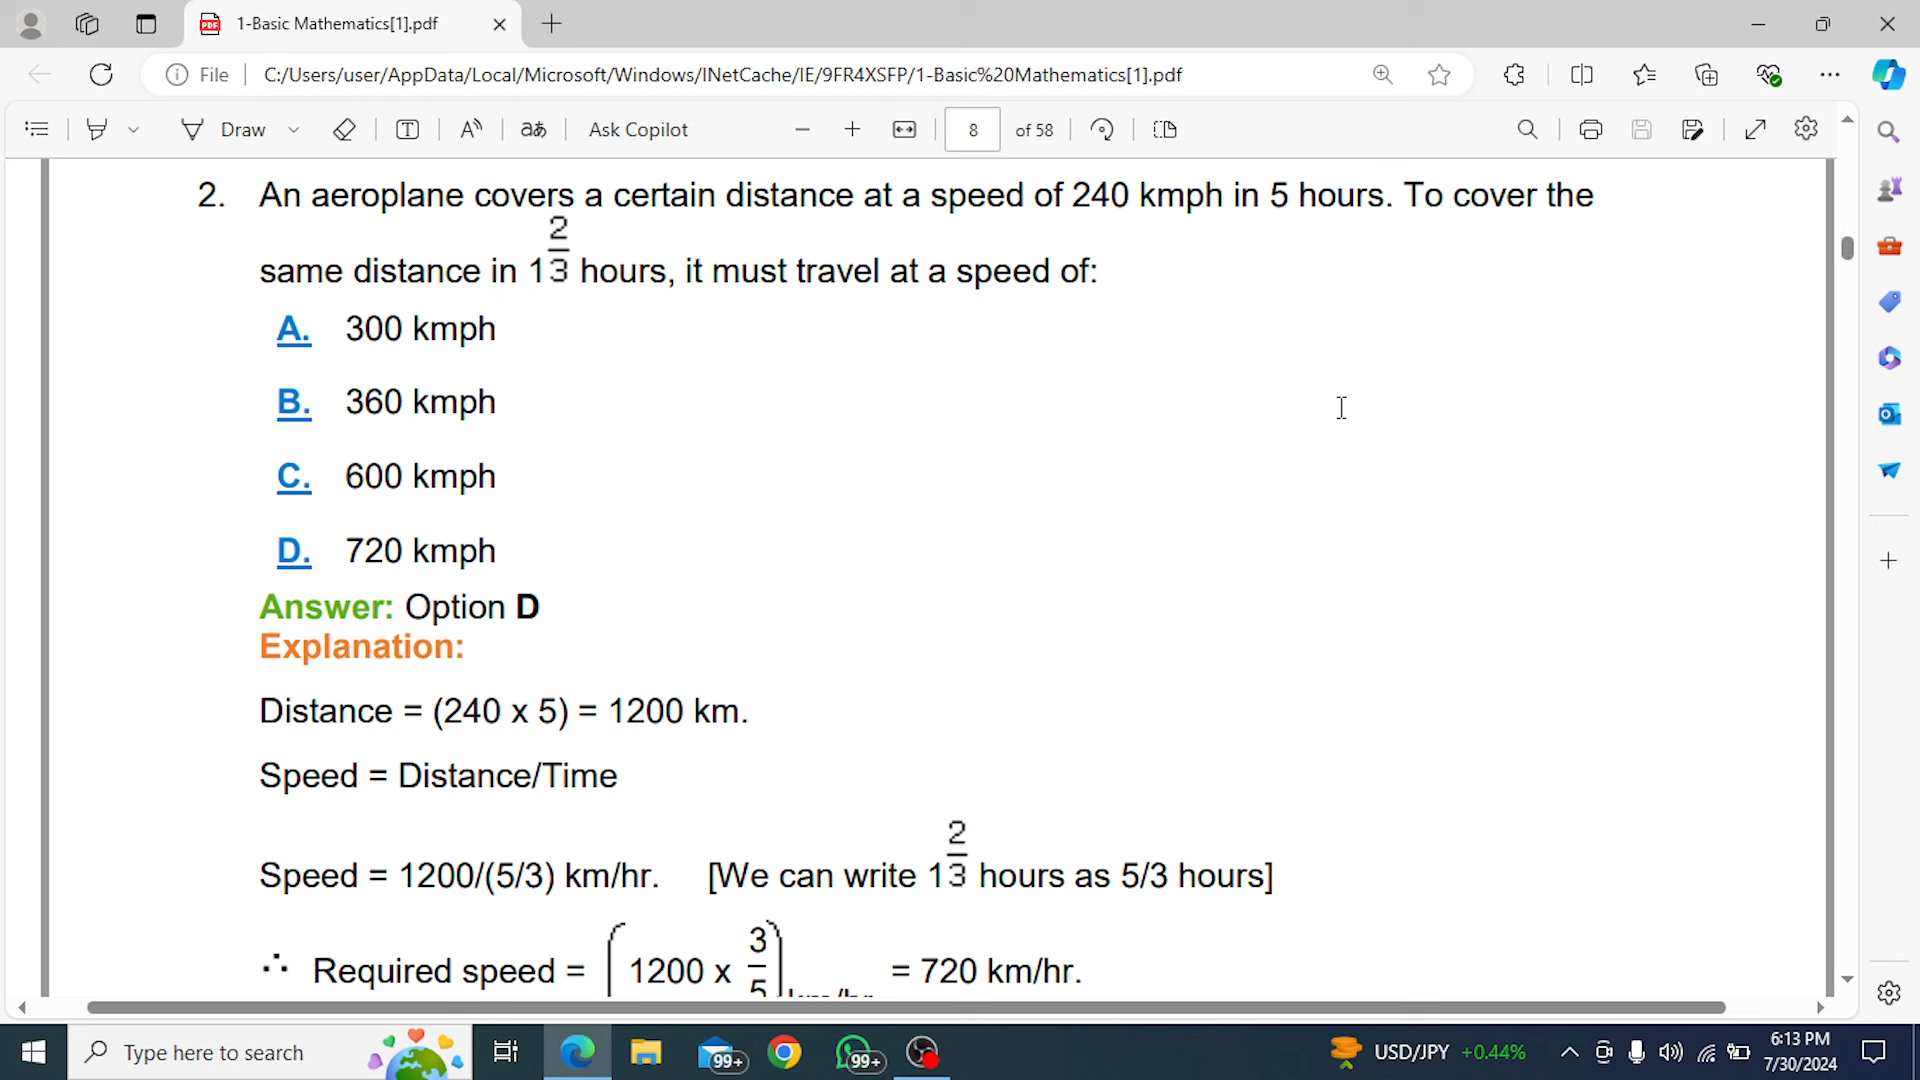 1-Basic Mathematics[1].pdf
File C:/Users/user/AppData/Local/Microsoft/Windows/INetCache/IE/9FR4XSFP/1-Basic%20Mathematics[1].pdf
Draw A aあ Ask Copilot 8 of 58
2. An aeroplane covers a certain distance at a speed of 240 kmph in 5 hours. To cover the
same distance in 1 2/3 hours, it must travel at a speed of:
A. 300 kmph
B. 360 kmph
C. 600 kmph
D. 720 kmph
Answer: Option D
Explanation:
Distance = (240 x 5) = 1200 km.
Speed = Distance/Time
Speed = 1200/(5/3) km/hr. [We can write 1 2/3 hours as 5/3 hours]
∴ Required speed = (1200 x 3/5) km/hr = 720 km/hr.
Type here to search 99+ 99+ USD/JPY +0.44% 6:13 PM
7/30/2024